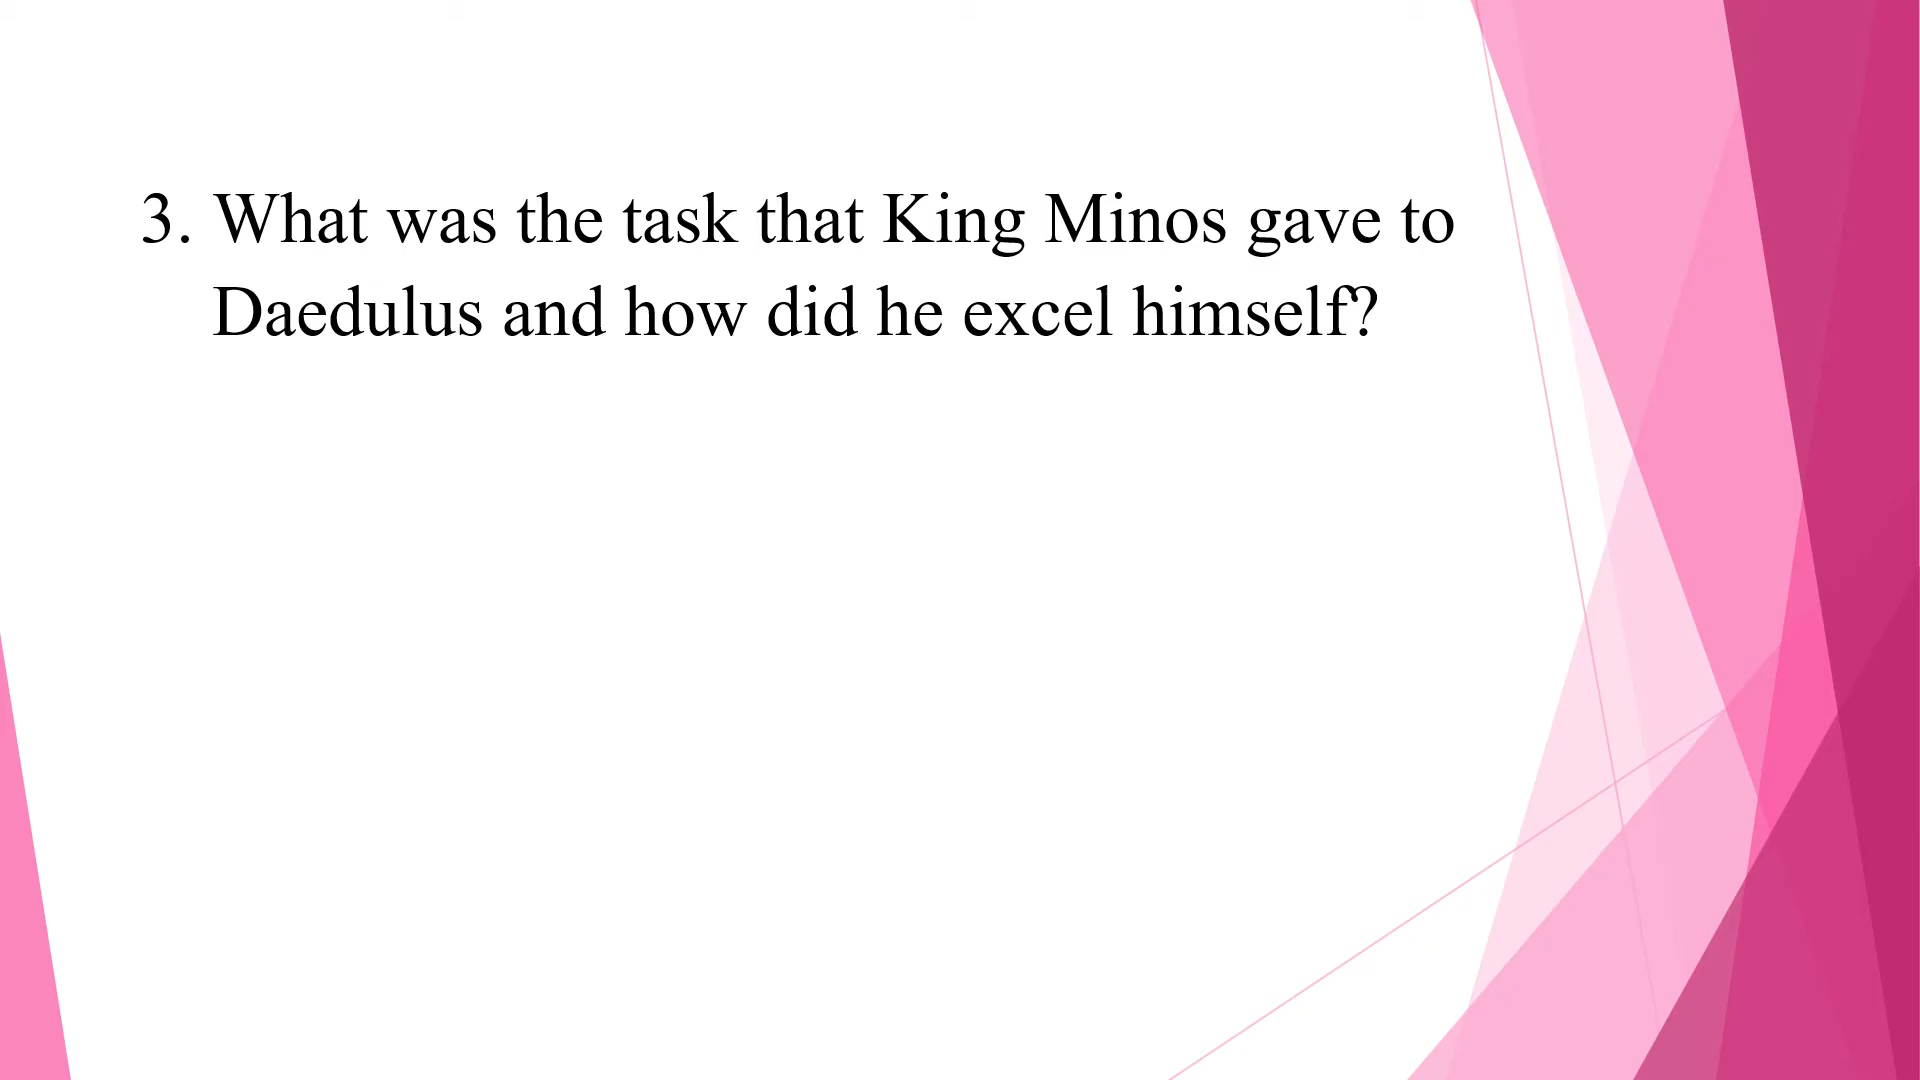 3. What was the task that King Minos gave to
Daedulus and how did he excel himself?